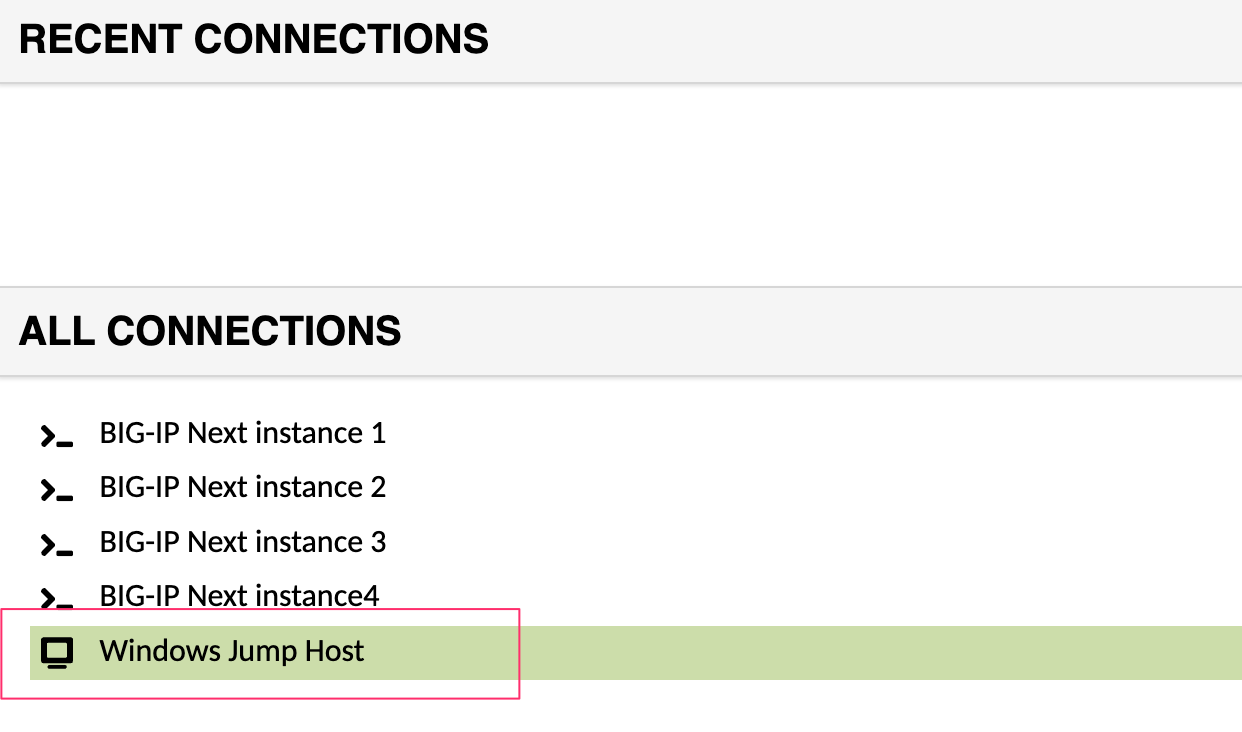 RECENT CONNECTIONS
ALL CONNECTIONS
BIG-IP Next instance 1
BIG-IP Next instance 2
BIG-IP Next instance 3
BIG-IP Next instance4
Windows Jump Host